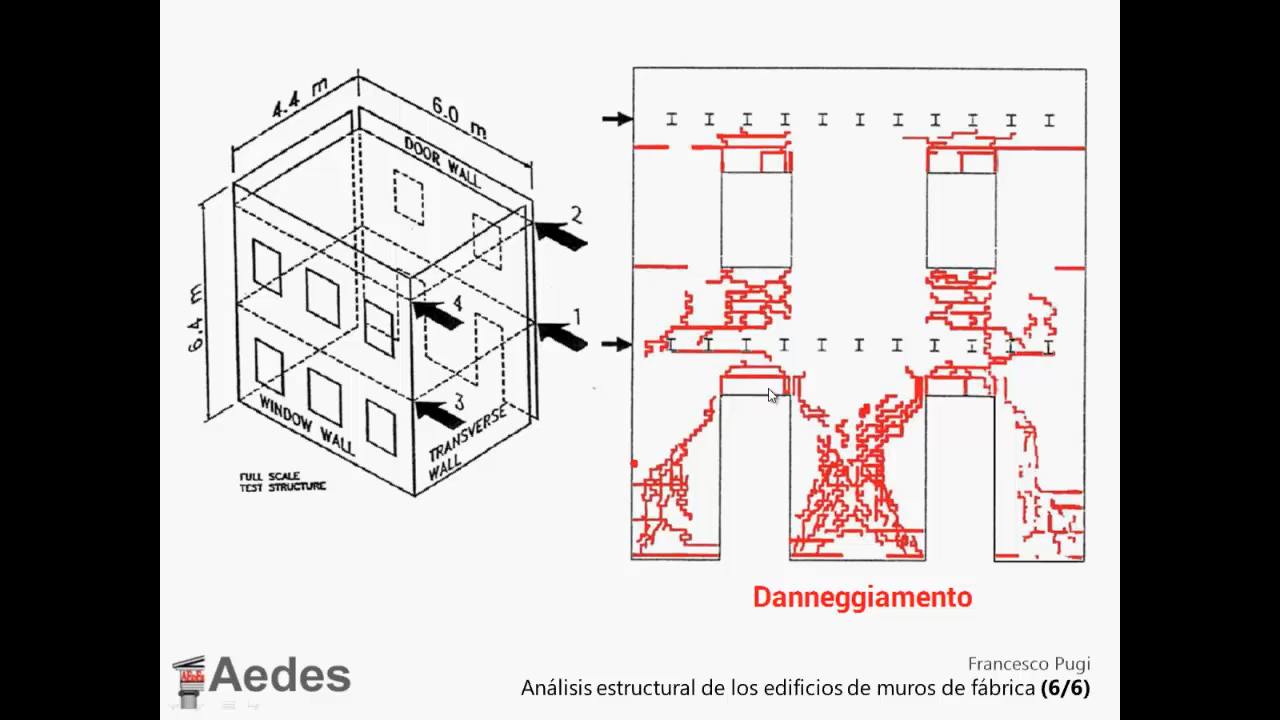 4.4 m
6.0 m
DOOR WALL
2
6.4 m
4
1
3
WINDOW WALL
TRANSVERSE
WALL
FULL SCALE
TEST STRUCTURE
Danneggiamento
Aedes
Francesco Pugi
Análisis estructural de los edificios de muros de fábrica (6/6)